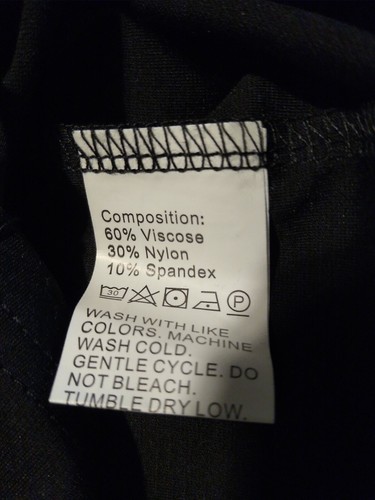 Composition:
60% Viscose
30% Nylon
10% Spandex
30 P
WASH WITH LIKE
COLORS. MACHINE
WASH COLD.
GENTLE CYCLE. DO
NOT BLEACH.
TUMBLE DRY LOW.